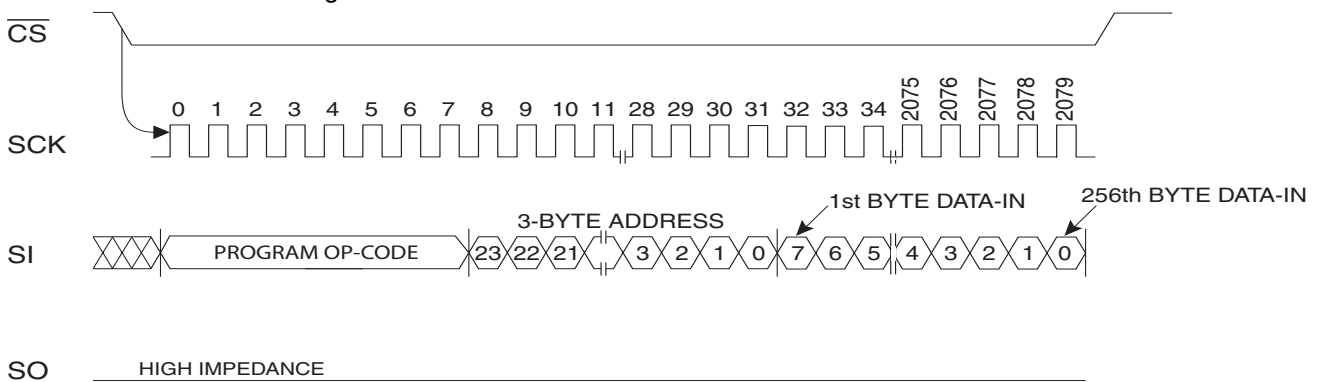 CS
0 1 2 3 4 5 6 7 8 9 10 11 28 29 30 31 32 33 34 2075 2076 2077 2078 2079
SCK
1st BYTE DATA-IN 256th BYTE DATA-IN
3-BYTE ADDRESS
SI PROGRAM OP-CODE 23 22 21 3 2 1 0 7 6 5 4 3 2 1 0
SO HIGH IMPEDANCE